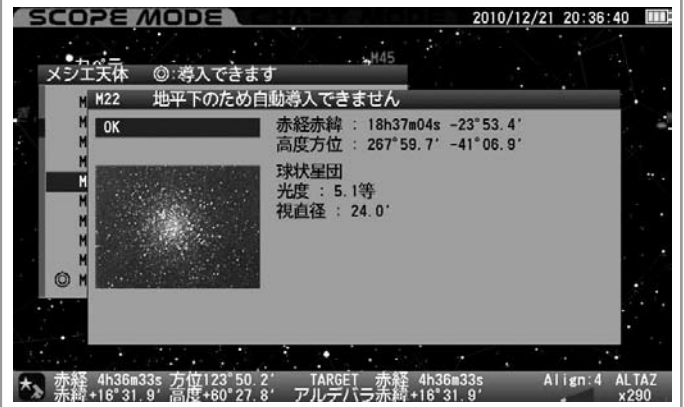 SCOPE MODE CHART MODE 2010/12/21 20:36:40
カペラ M45
メシエ天体 ◎:導入できます
M22 地平下のため自動導入できません
OK
赤経赤緯 : 18h37m04s -23°53.4′
高度方位 : 267°59.7′ -41°06.9′
球状星団
光度 : 5.1等
視直径 : 24.0′
M
M
M
M
M
M
M
M
M
◎ M
赤経 4h36m33s 方位123°50.2′ TARGET 赤経 4h36m33s Align:4 ALTAZ
赤緯+16°31.9′ 高度+60°27.8′ アルデバラ赤緯+16°31.9′ x290